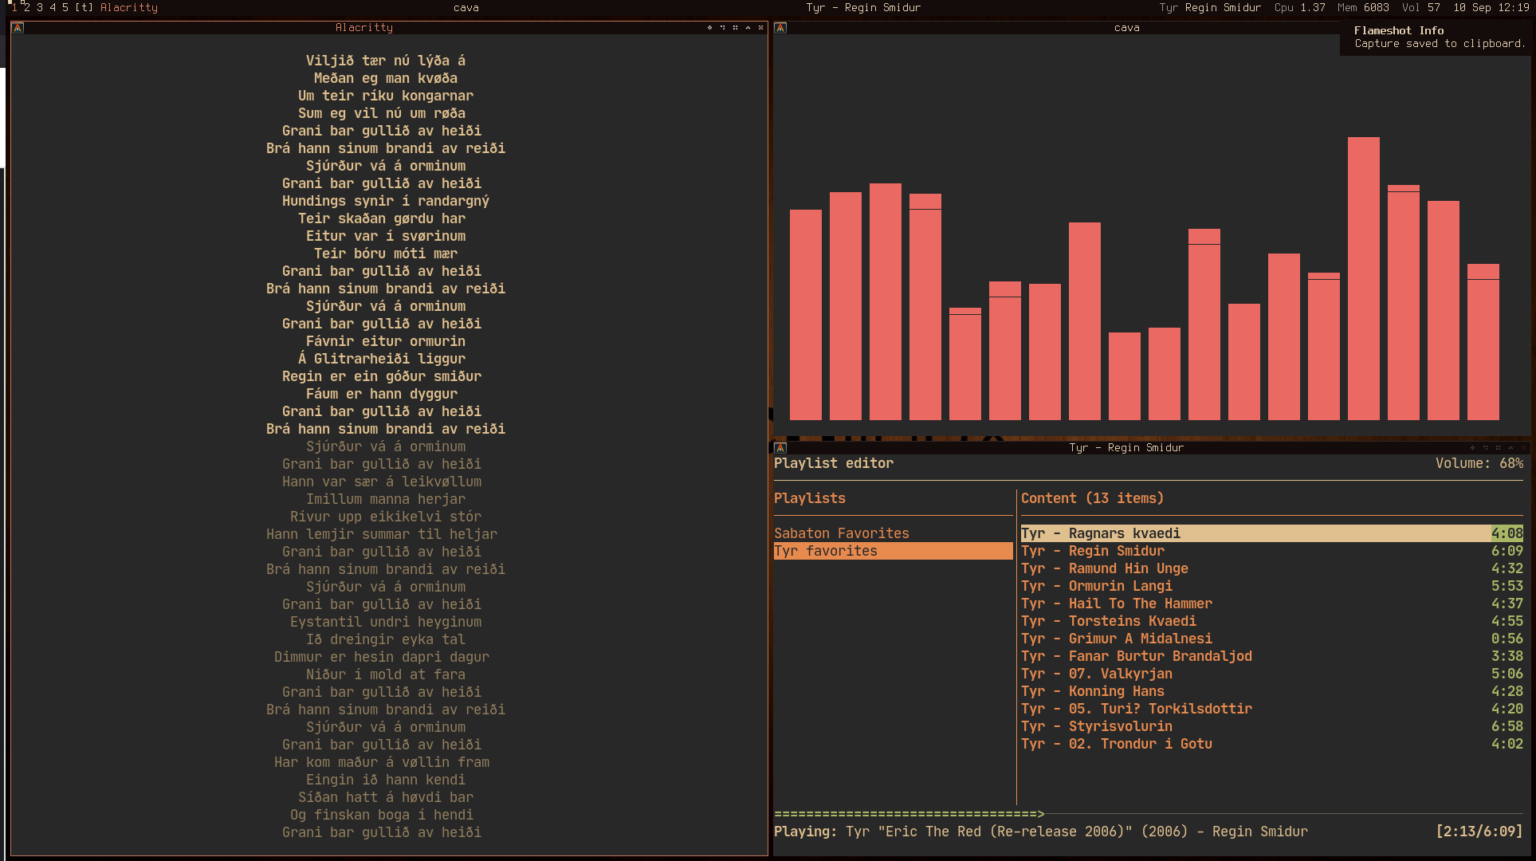 1 2 3 4 5 [t] Alacritty
cava
Tyr - Regin Smidur
Tyr Regin Smidur Cpu 1.37 Mem 6083 Vol 57 10 Sep 12:19
Alacritty
Viljið tær nú lýða á
Meðan eg man kvøða
Um teir ríku kongarnar
Sum eg vil nú um røða
Grani bar gullið av heiði
Brá hann sinum brandi av reiði
Sjúrður vá á orminum
Grani bar gullið av heiði
Hundings synir í randargný
Teir skaðan gørdu har
Eitur var í svørinum
Teir bóru móti mær
Grani bar gullið av heiði
Brá hann sinum brandi av reiði
Sjúrður vá á orminum
Grani bar gullið av heiði
Fávnir eitur ormurin
Á Glitrarheiði liggur
Regin er ein góður smiður
Fáum er hann dyggur
Grani bar gullið av heiði
Brá hann sinum brandi av reiði
Sjúrður vá á orminum
Grani bar gullið av heiði
Hann var sær á leikvøllum
Imillum manna herjar
Rivur upp eikikelvi stór
Hann lemjir summar til heljar
Grani bar gullið av heiði
Brá hann sinum brandi av reiði
Sjúrður vá á orminum
Grani bar gullið av heiði
Eystantil undri heyginum
Ið dreingir eyka tal
Dimmur er hesin dapri dagur
Niður í mold at fara
Grani bar gullið av heiði
Brá hann sinum brandi av reiði
Sjúrður vá á orminum
Grani bar gullið av heiði
Har kom maður á vøllin fram
Eingin ið hann kendi
Síðan hatt á høvdi bar
Og finskan boga í hendi
Grani bar gullið av heiði
cava
Flameshot Info
Capture saved to clipboard.
Tyr - Regin Smidur
Playlist editor
Volume: 68%
Playlists
Sabaton Favorites
Tyr favorites
Content (13 items)
Tyr - Ragnars kvaedi 4:08
Tyr - Regin Smidur 6:09
Tyr - Ramund Hin Unge 4:32
Tyr - Ormurin Langi 5:53
Tyr - Hail To The Hammer 4:37
Tyr - Torsteins Kvaedi 4:55
Tyr - Grimur A Midalnesi 0:56
Tyr - Fanar Burtur Brandaljod 3:38
Tyr - 07. Valkyrjan 5:06
Tyr - Konning Hans 4:28
Tyr - 05. Turi? Torkilsdottir 4:20
Tyr - Styrisvolurin 6:58
Tyr - 02. Trondur i Gotu 4:02
=================================>
Playing: Tyr "Eric The Red (Re-release 2006)" (2006) - Regin Smidur [2:13/6:09]